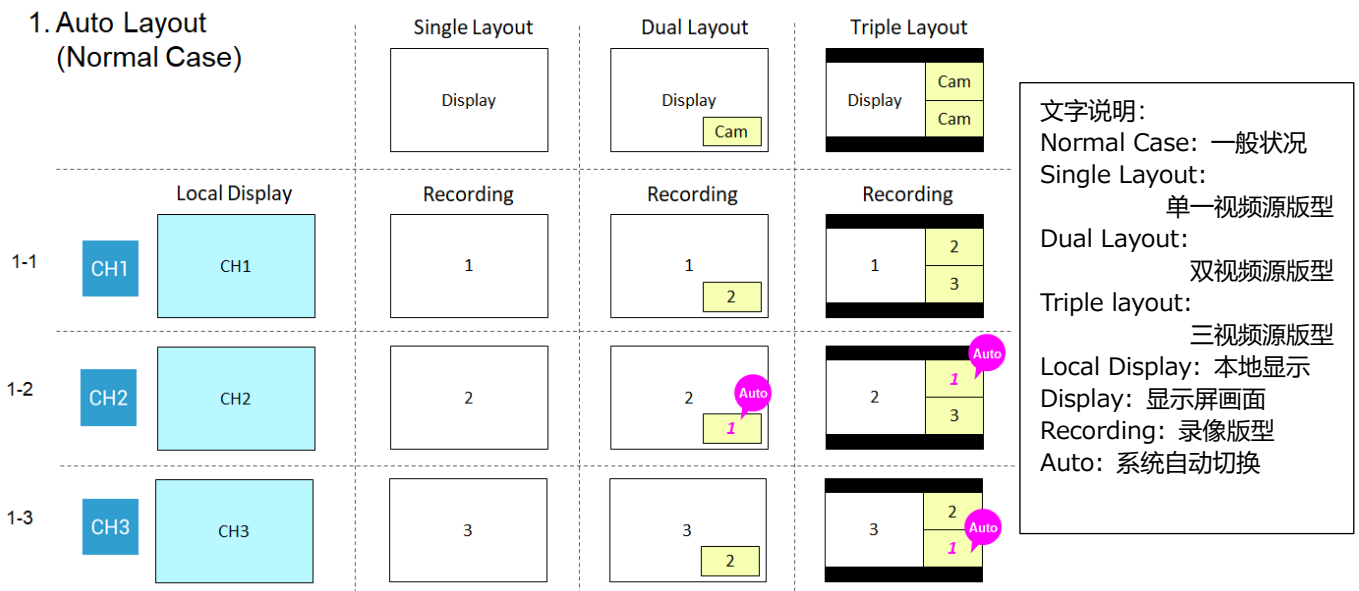 1. Auto Layout
(Normal Case)
Single Layout
Dual Layout
Triple Layout
Display
Display
Cam
Display
Cam
Cam
Local Display
Recording
Recording
Recording
1-1
CH1
CH1
1
1
2
1
2
3
1-2
CH2
CH2
2
2
Auto
1
2
Auto
1
3
1-3
CH3
CH3
3
3
2
3
2
Auto
1
文字说明:
Normal Case: 一般状况
Single Layout:
单一视频源版型
Dual Layout:
双视频源版型
Triple layout:
三视频源版型
Local Display: 本地显示
Display: 显示屏画面
Recording: 录像版型
Auto: 系统自动切换